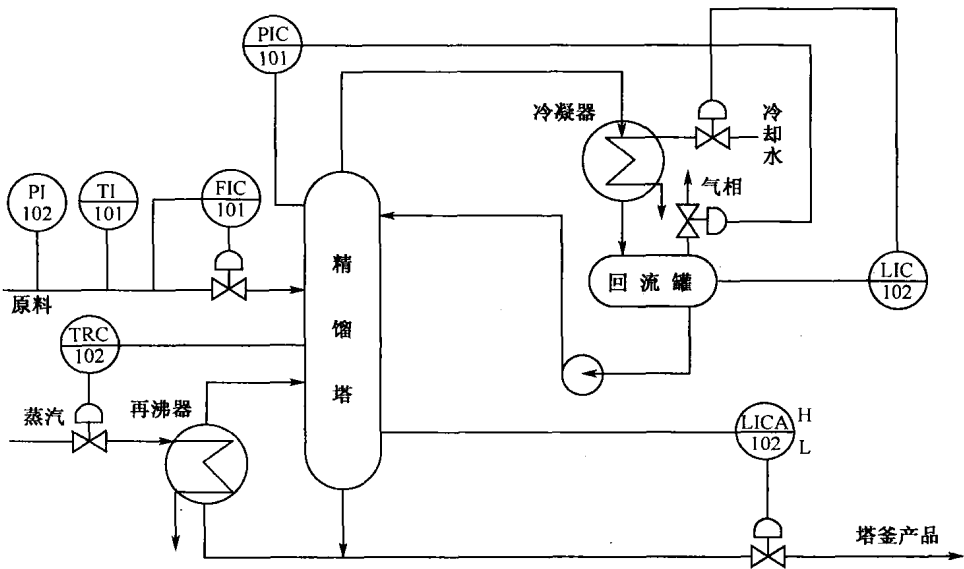 PIC
101
冷凝器
冷
却
水
PI
102
TI
101
FIC
101
气相
精
馏
塔
回流罐
LIC
102
原料
TRC
102
蒸汽
再沸器
LICA
102
H
L
塔釜产品